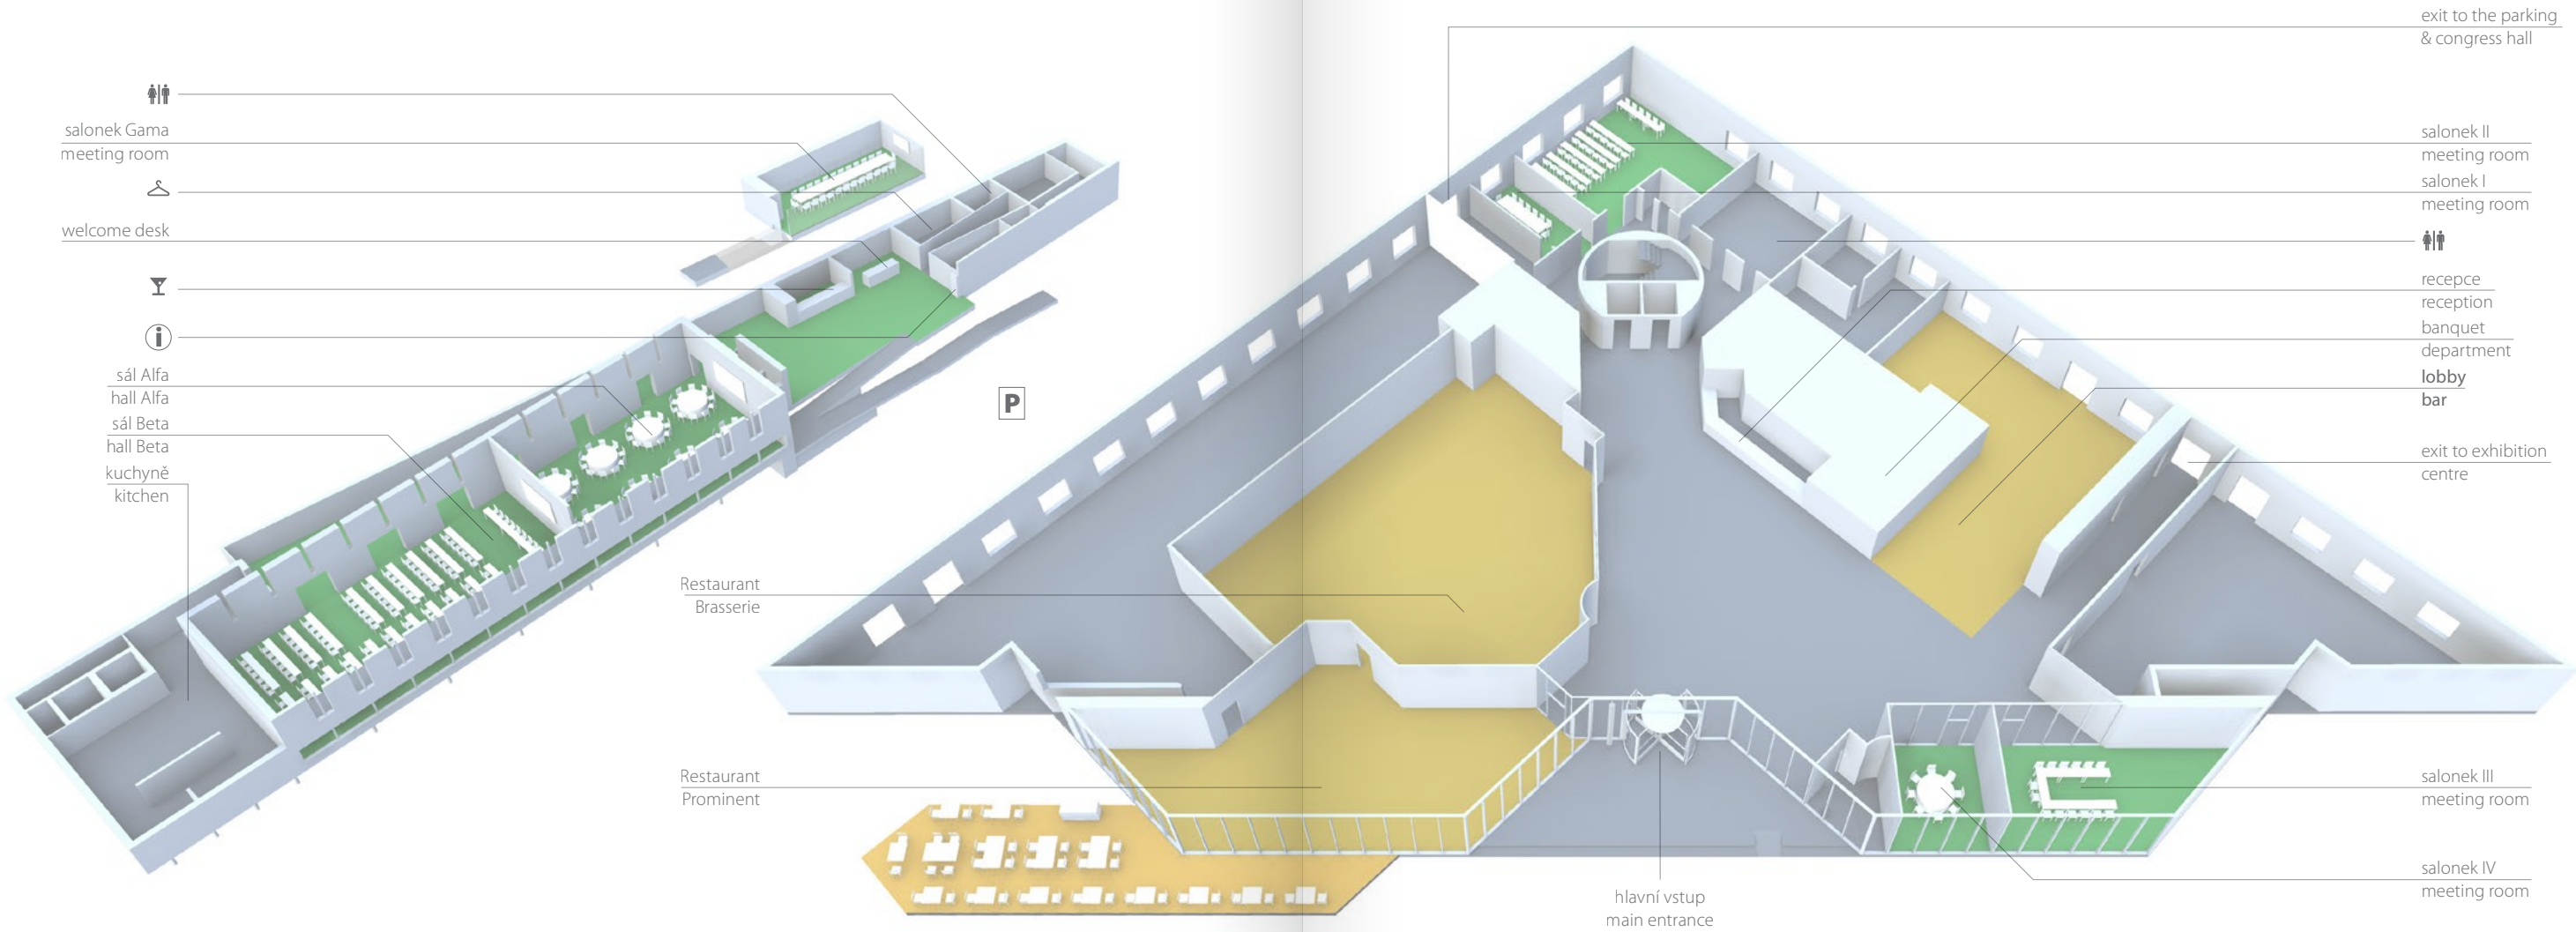 salonek Gama
meeting room
welcome desk
sál Alfa
hall Alfa
sál Beta
hall Beta
kuchyně
kitchen
P
Restaurant
Brasserie
Restaurant
Prominent
hlavní vstup
main entrance
exit to the parking
& congress hall
salonek II
meeting room
salonek I
meeting room
recepce
reception
banquet
department
lobby
bar
exit to exhibition
centre
salonek III
meeting room
salonek IV
meeting room